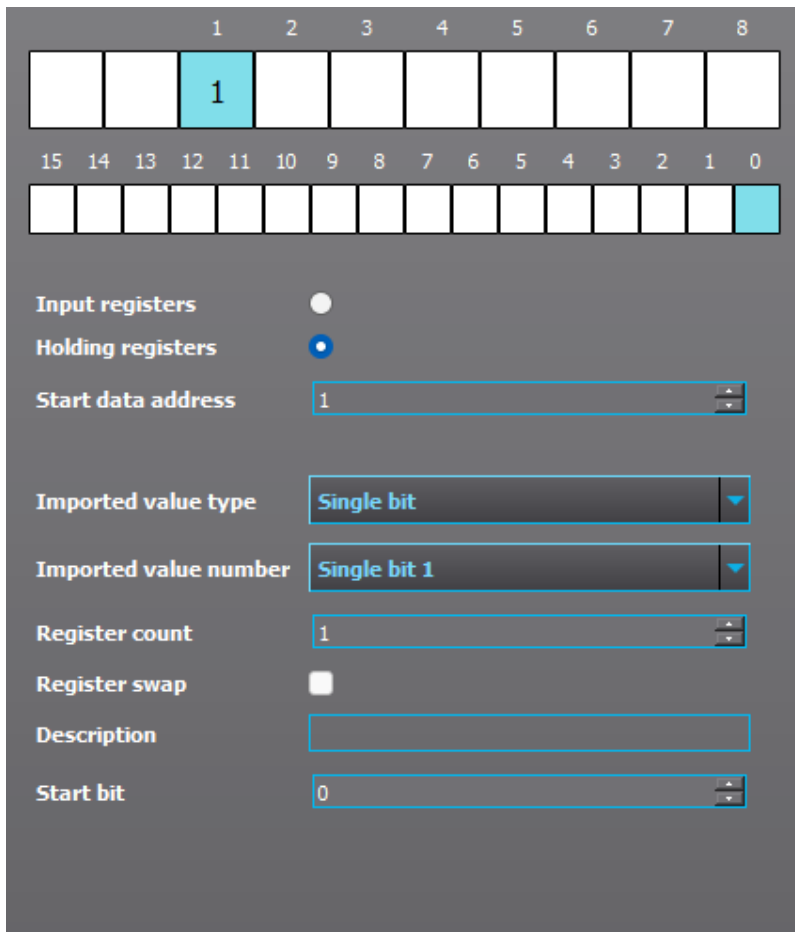 1 2 3 4 5 6 7 8
1
15 14 13 12 11 10 9 8 7 6 5 4 3 2 1 0
Input registers
Holding registers
Start data address 1
Imported value type Single bit
Imported value number Single bit 1
Register count 1
Register swap
Description
Start bit 0